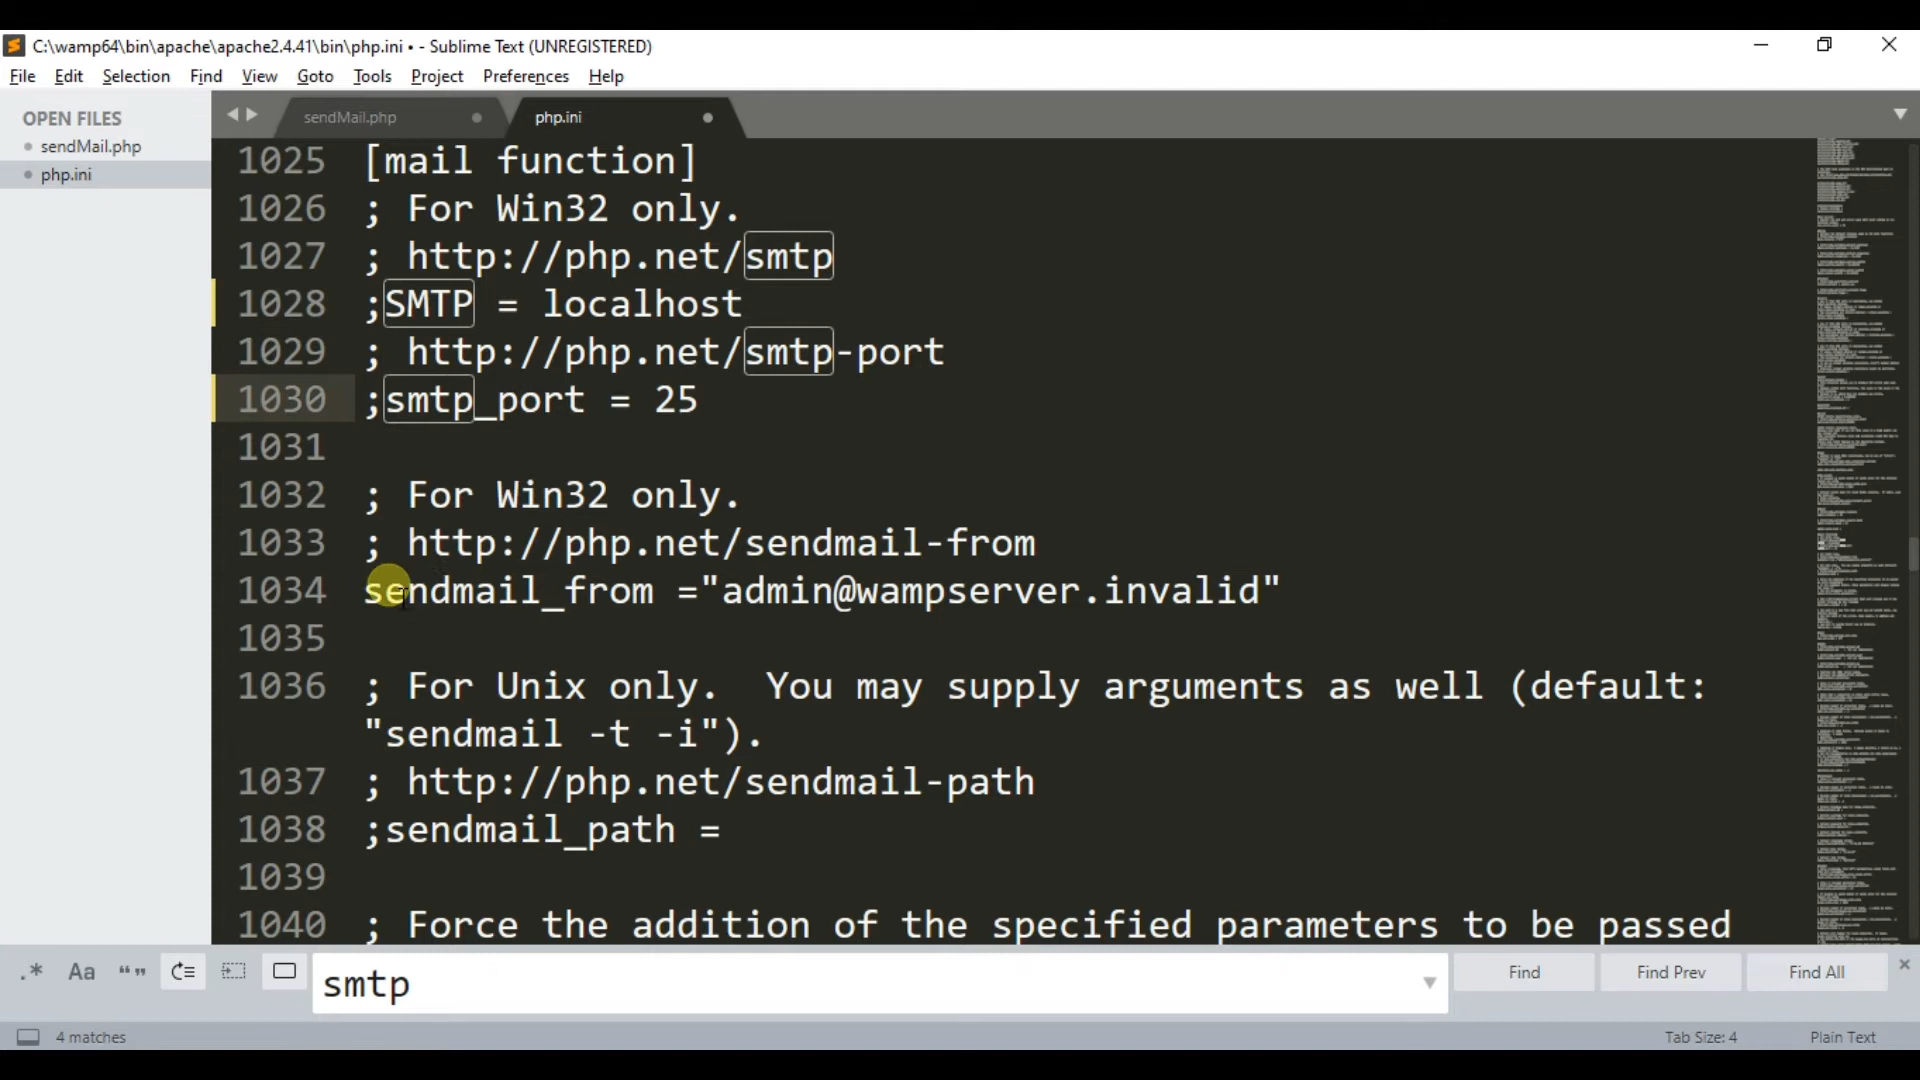 C:\wamp64\bin\apache\apache2.4.41\bin\php.ini • - Sublime Text (UNREGISTERED)
File Edit Selection Find View Goto Tools Project Preferences Help
OPEN FILES
sendMail.php
php.ini
sendMail.php php.ini
1025 [mail function]
1026 ; For Win32 only.
1027 ; http://php.net/smtp
1028 ;SMTP = localhost
1029 ; http://php.net/smtp-port
1030 ;smtp_port = 25
1031
1032 ; For Win32 only.
1033 ; http://php.net/sendmail-from
1034 sendmail_from ="admin@wampserver.invalid"
1035
1036 ; For Unix only.  You may supply arguments as well (default:
"sendmail -t -i").
1037 ; http://php.net/sendmail-path
1038 ;sendmail_path =
1039
1040 ; Force the addition of the specified parameters to be passed
.* Aa “” smtp Find Find Prev Find All
4 matches Tab Size: 4 Plain Text